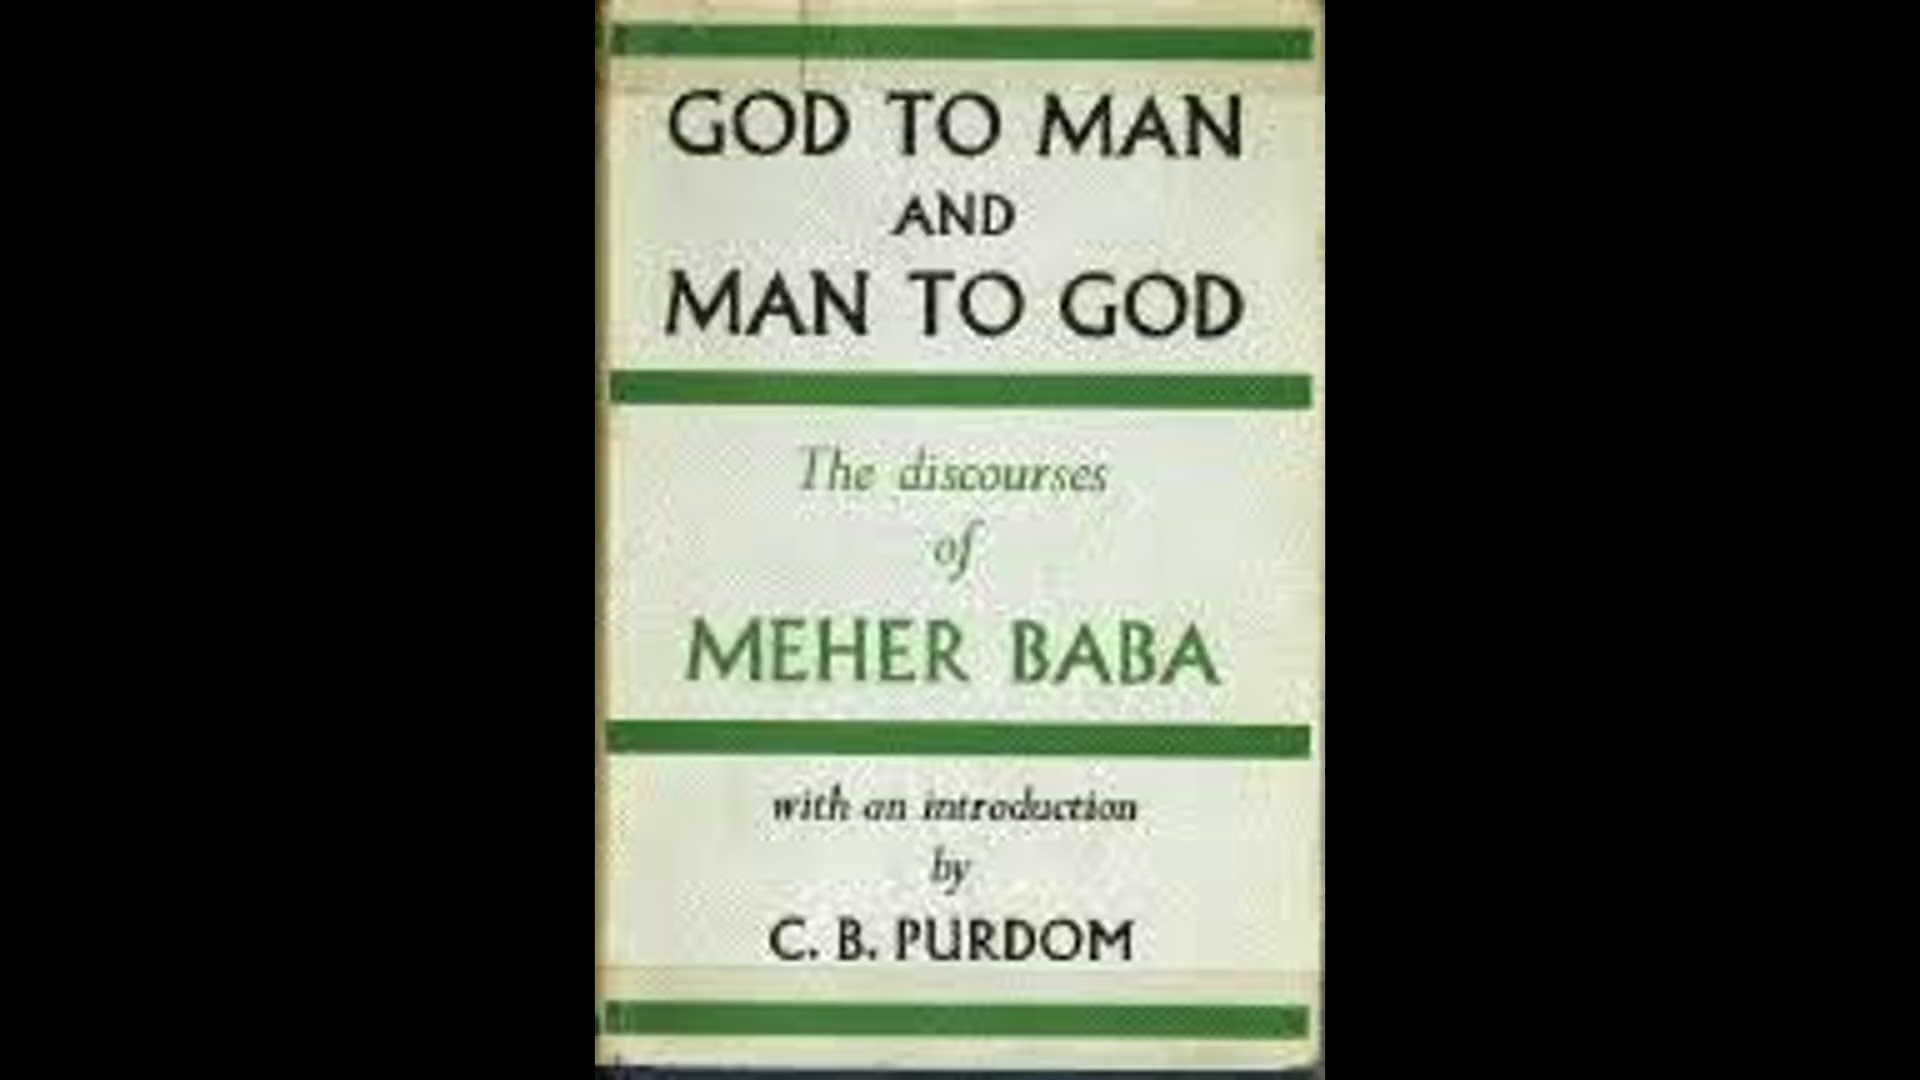 GOD TO MAN
AND
MAN TO GOD
The discourses
of
MEHER BABA
with an introduction
by
C. B. PURDOM